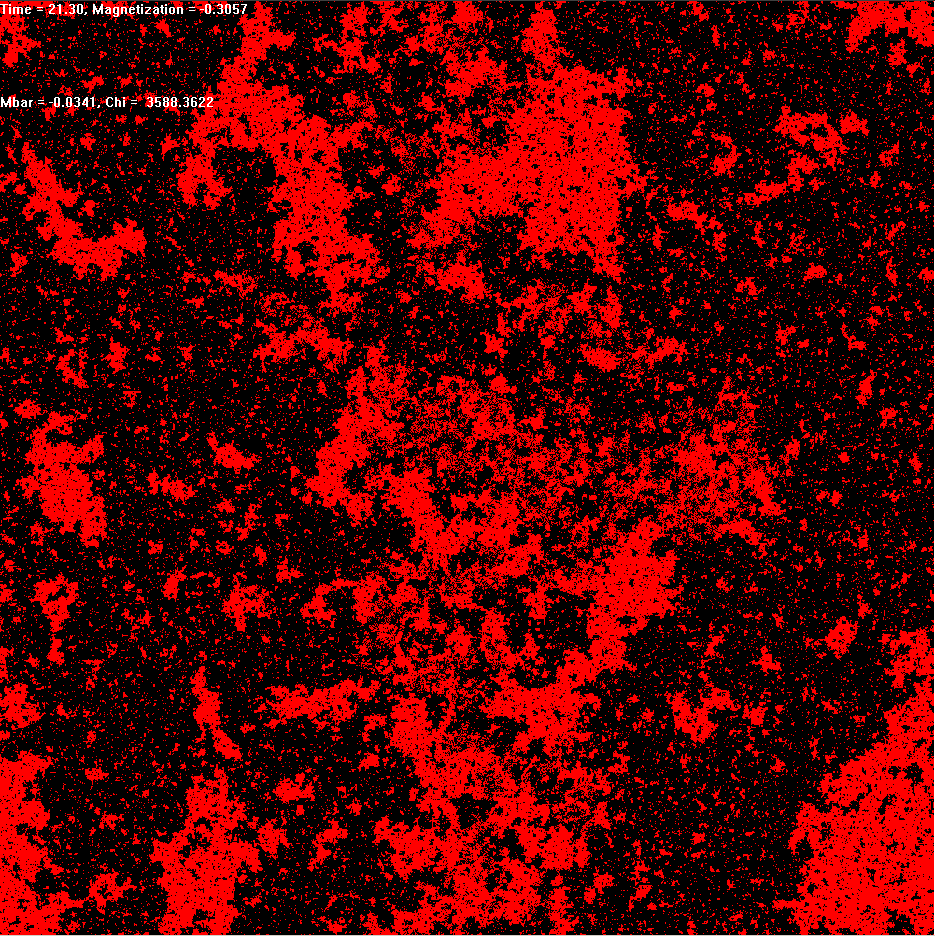 Time = 21.30, Magnetization = -0.3057
Mbar = -0.0341, Chi =  3588.3622